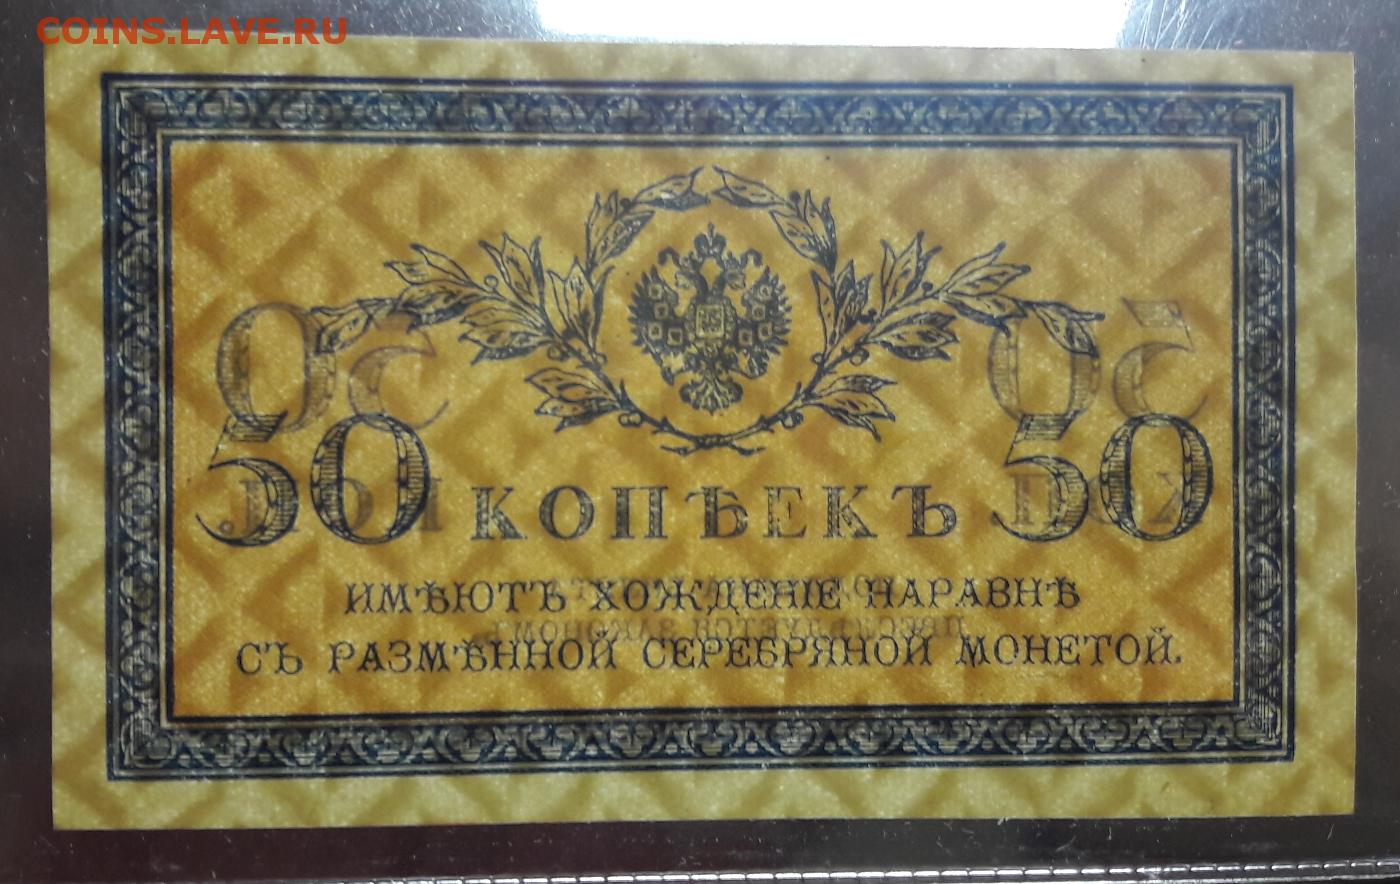 COINS.LAVE.RU
50 КОПѢЕКЪ 50
ИМѢЮТЪ ХОЖДЕНІЕ НАРАВНѢ
СЪ РАЗМѢННОЙ СЕРЕБРЯНОЙ МОНЕТОЙ.